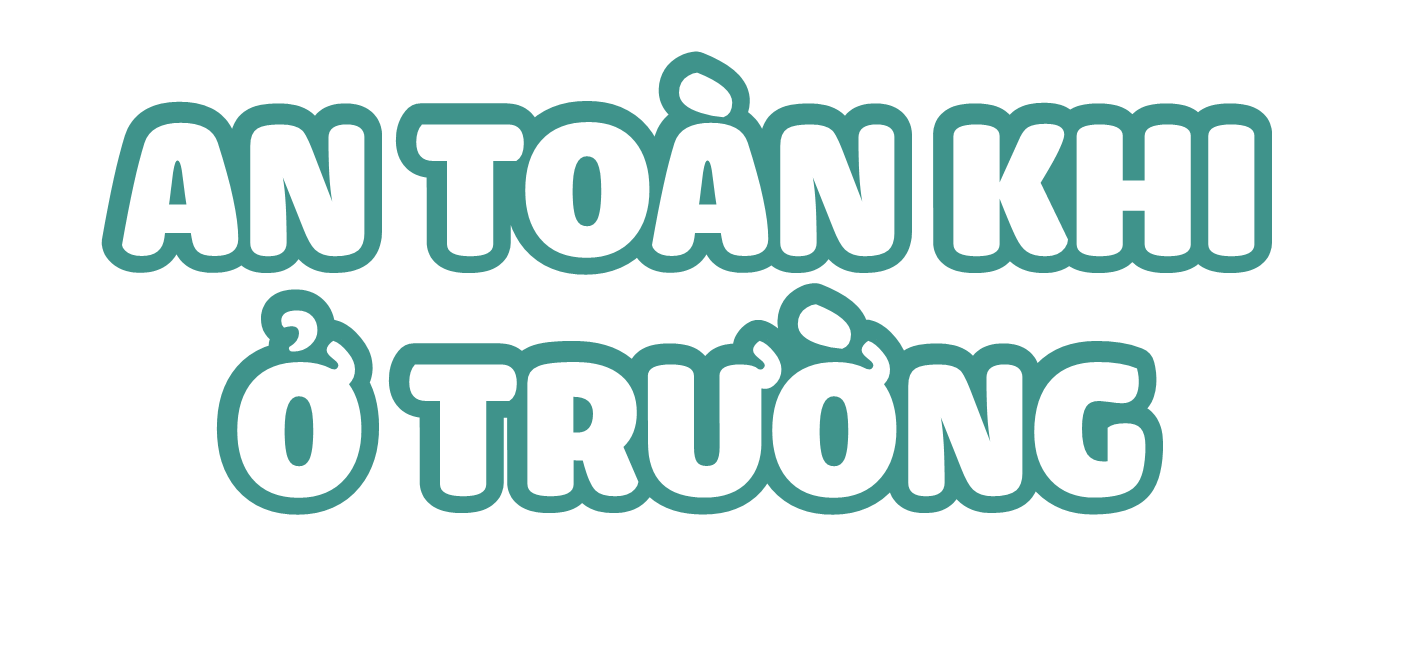 AN TOÀN KHI
Ở TRƯỜNG